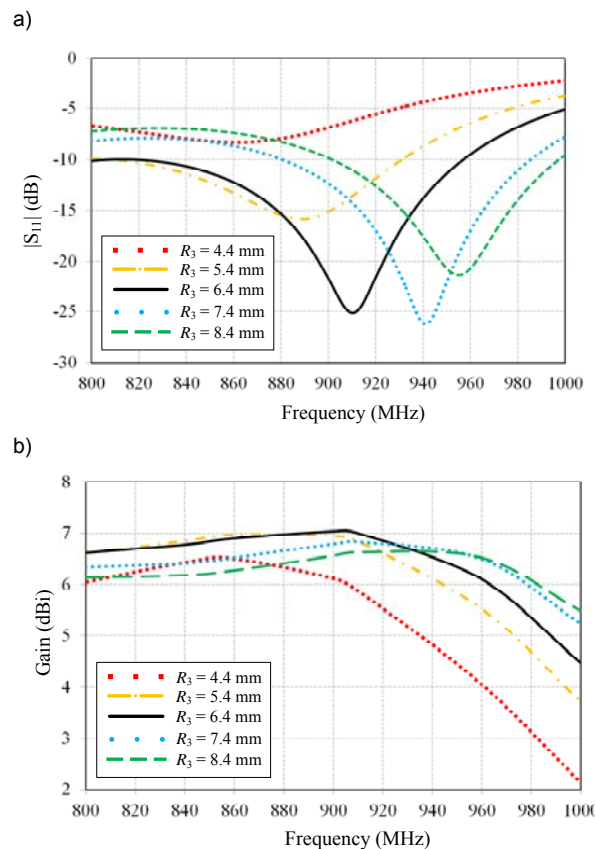 a)
0
-5
-10
-15
-20
-25
-30
|S11| (dB)
R3 = 4.4 mm
R3 = 5.4 mm
R3 = 6.4 mm
R3 = 7.4 mm
R3 = 8.4 mm
800 820 840 860 880 900 920 940 960 980 1000
Frequency (MHz)
b)
8
7
6
5
4
3
2
Gain (dBi)
R3 = 4.4 mm
R3 = 5.4 mm
R3 = 6.4 mm
R3 = 7.4 mm
R3 = 8.4 mm
800 820 840 860 880 900 920 940 960 980 1000
Frequency (MHz)